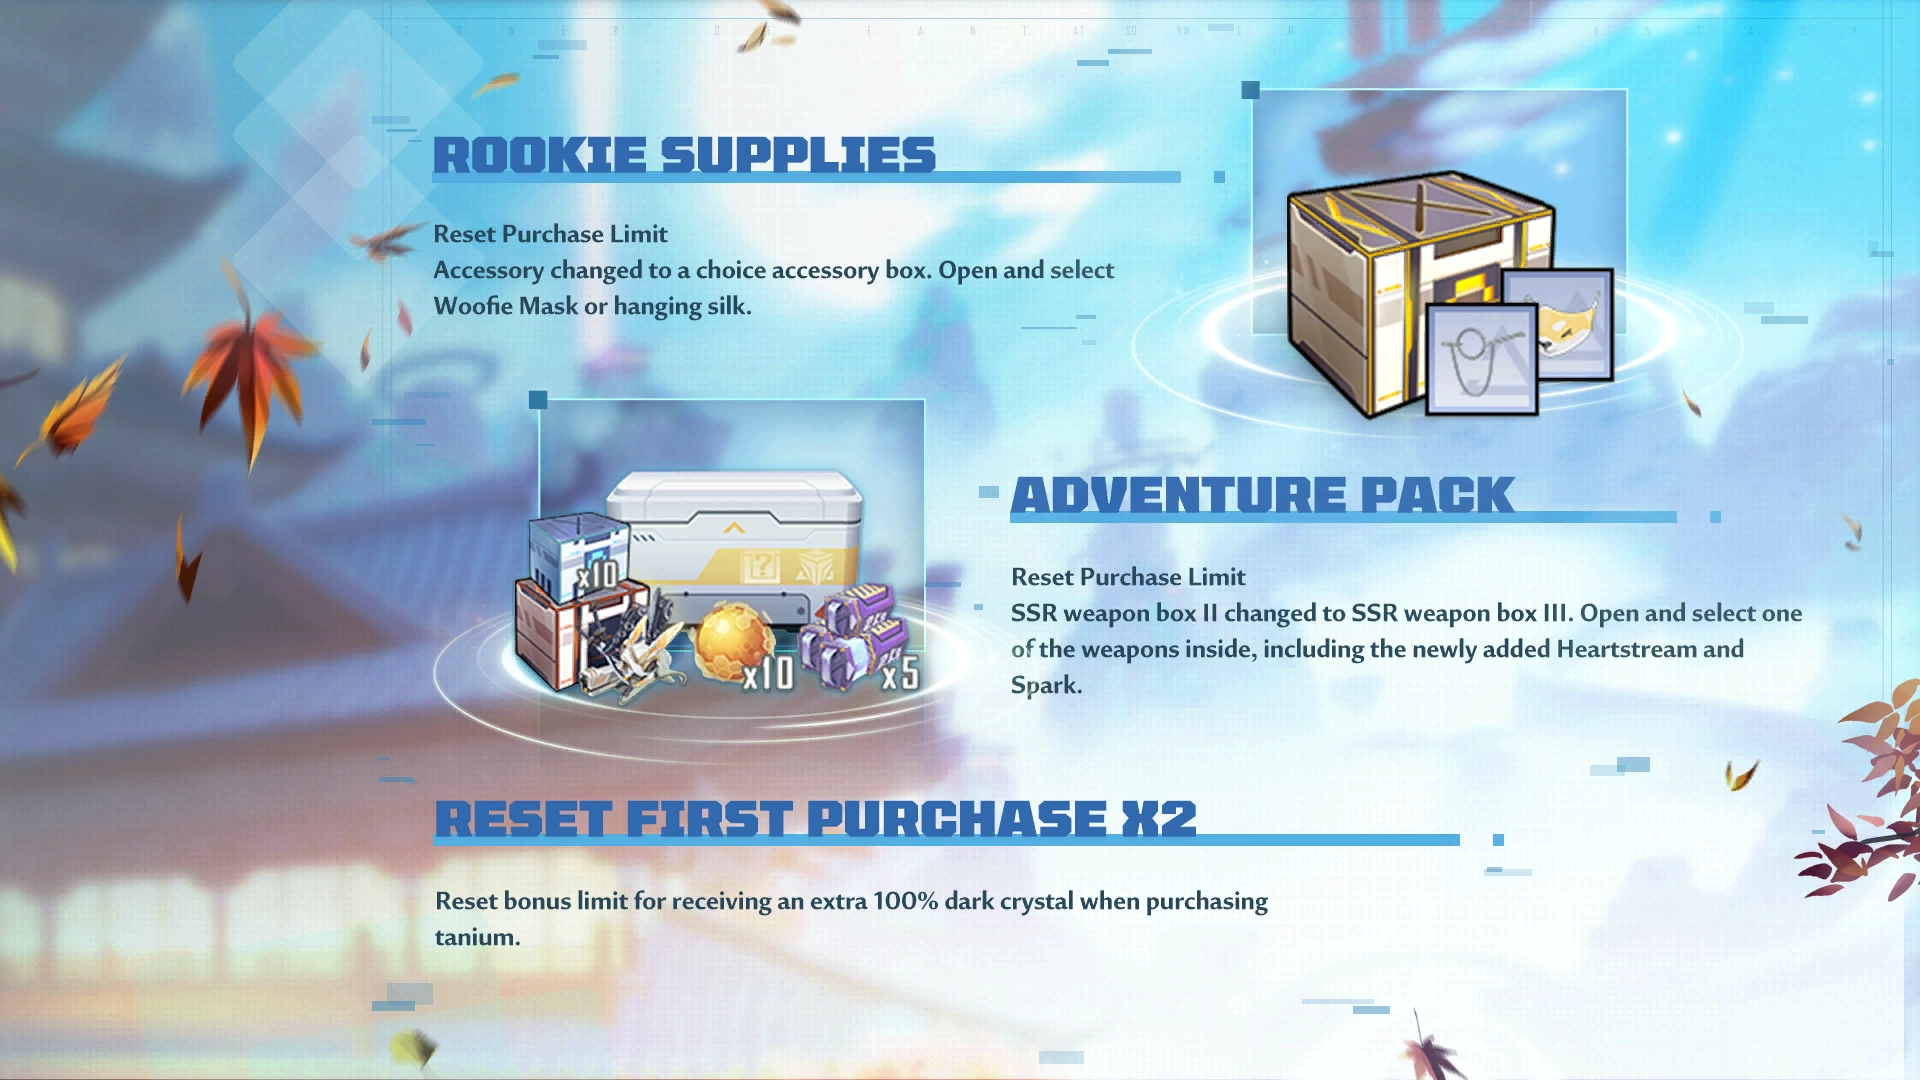 ROOKIE SUPPLIES
Reset Purchase Limit
Accessory changed to a choice accessory box. Open and select
Woofie Mask or hanging silk.
x10
x10
x5
ADVENTURE PACK
Reset Purchase Limit
SSR weapon box II changed to SSR weapon box III. Open and select one
of the weapons inside, including the newly added Heartstream and
Spark.
RESET FIRST PURCHASE X2
Reset bonus limit for receiving an extra 100% dark crystal when purchasing
tanium.